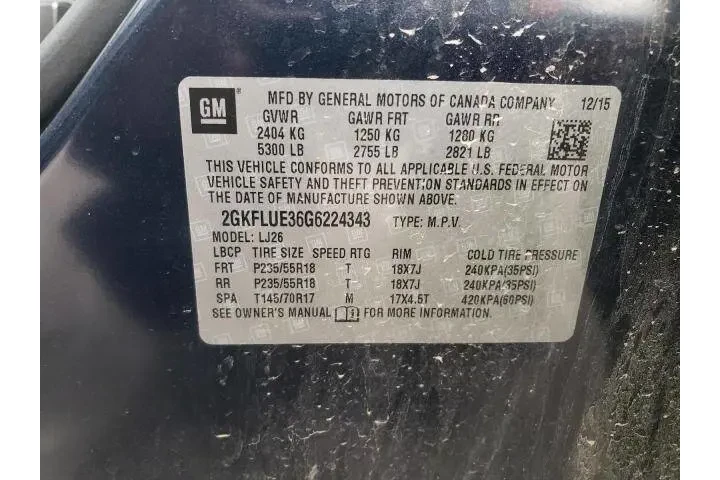 GM ® MFD BY GENERAL MOTORS OF CANADA COMPANY 12/15
GVWR GAWR FRT GAWR RR
2404 KG 1250 KG 1280 KG
5300 LB 2755 LB 2821 LB
THIS VEHICLE CONFORMS TO ALL APPLICABLE U.S. FEDERAL MOTOR
VEHICLE SAFETY AND THEFT PREVENTION STANDARDS IN EFFECT ON
THE DATE OF MANUFACTURE SHOWN ABOVE.
2GKFLUE36G6224343 TYPE: M.P.V.
MODEL: LJ26
LBCP TIRE SIZE SPEED RTG RIM COLD TIRE PRESSURE
FRT P235/55R18 T 18X7J 240KPA(35PSI)
RR P235/55R18 T 18X7J 240KPA(35PSI)
SPA T145/70R17 M 17X4.5T 420KPA(60PSI)
SEE OWNER'S MANUAL FOR MORE INFORMATION.